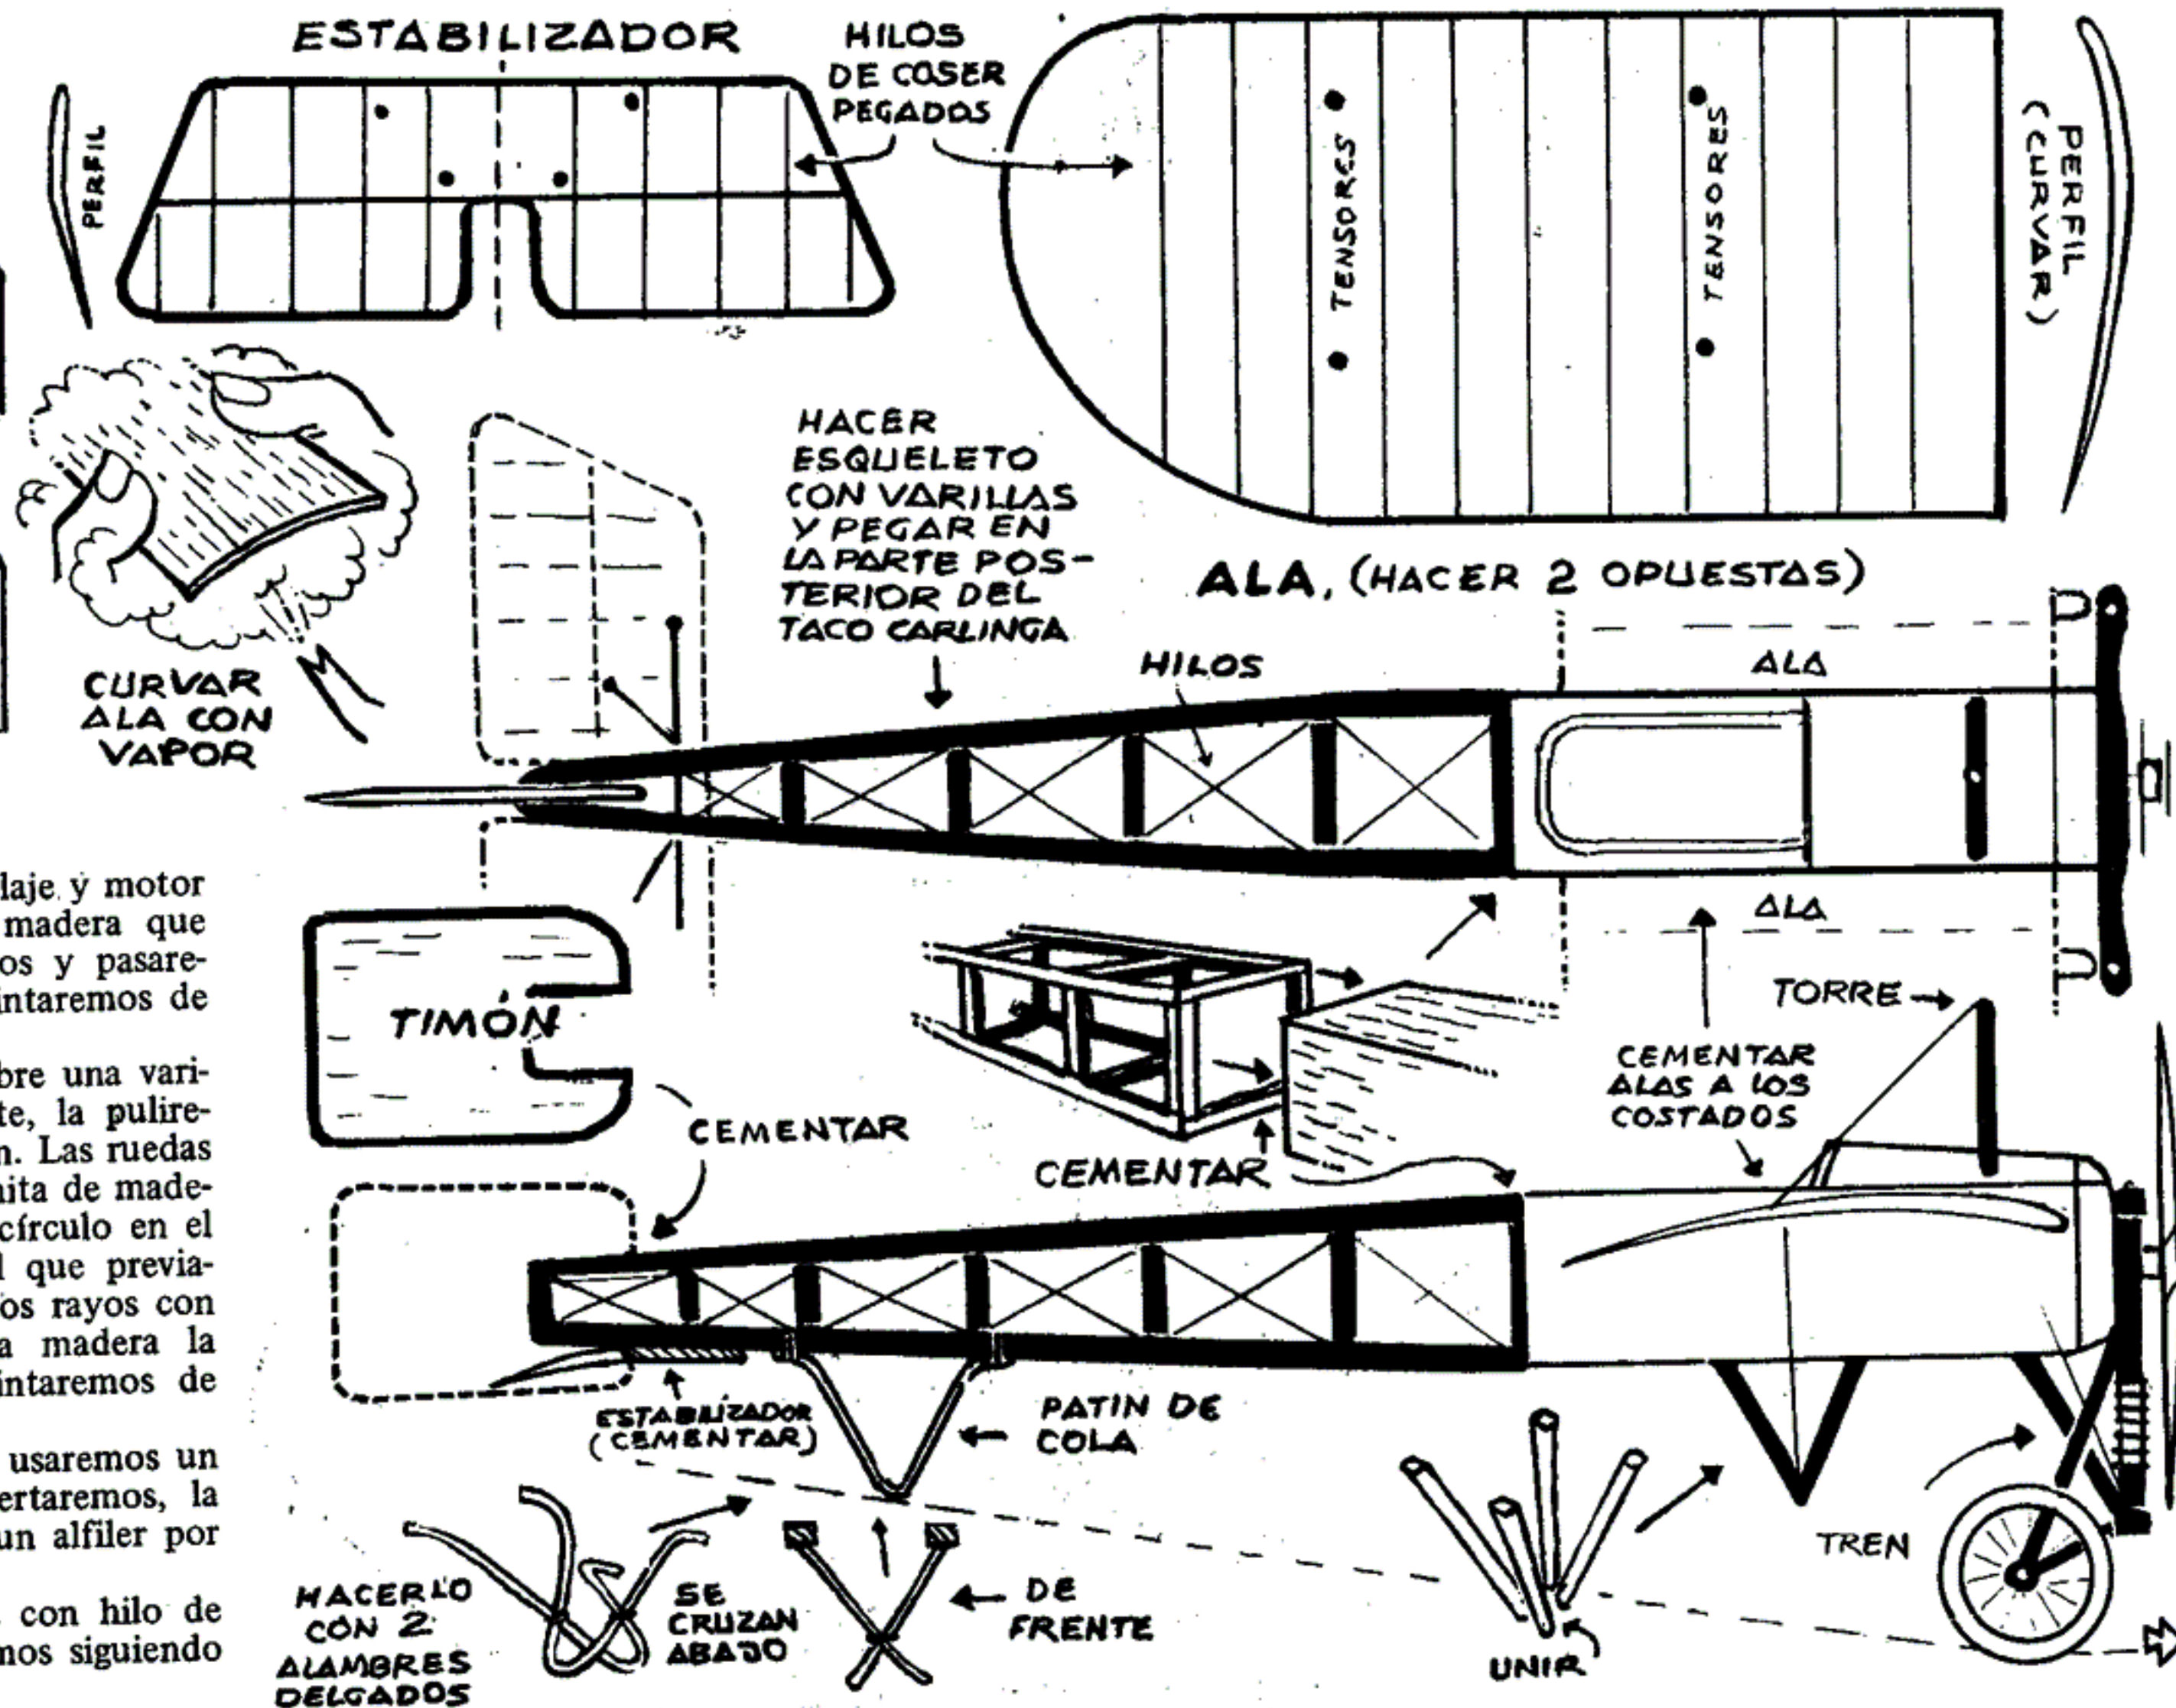 ESTABILIZADOR
HILOS
DE COSER
PEGADOS
PERFIL
TENSORES
TENSORES
PERFIL
(CURVAR)
ALA, (HACER 2 OPUESTAS)
CURVAR
ALA CON
VAPOR
HACER
ESQUELETO
CON VARILLAS
Y PEGAR EN
LA PARTE POS-
TERIOR DEL
TACO CARLINGA
HILOS
ALA
ALA
TIMÓN
CEMENTAR
CEMENTAR
TORRE
CEMENTAR
ALAS A LOS
COSTADOS
ESTABILIZADOR
(CEMENTAR)
PATIN DE
COLA
HACERLO
CON 2
ALAMBRES
DELGADOS
SE
CRUZAN
ABAJO
DE
FRENTE
UNIR
TREN
laje y motor
madera que
os y pasare-
intaremos de
bre una vari-
te, la pulire-
n. Las ruedas
nita de made-
círculo en el
l que previa-
os rayos con
a madera la
intaremos de
usaremos un
ertaremos, la
un alfiler por
con hilo de
mos siguiendo